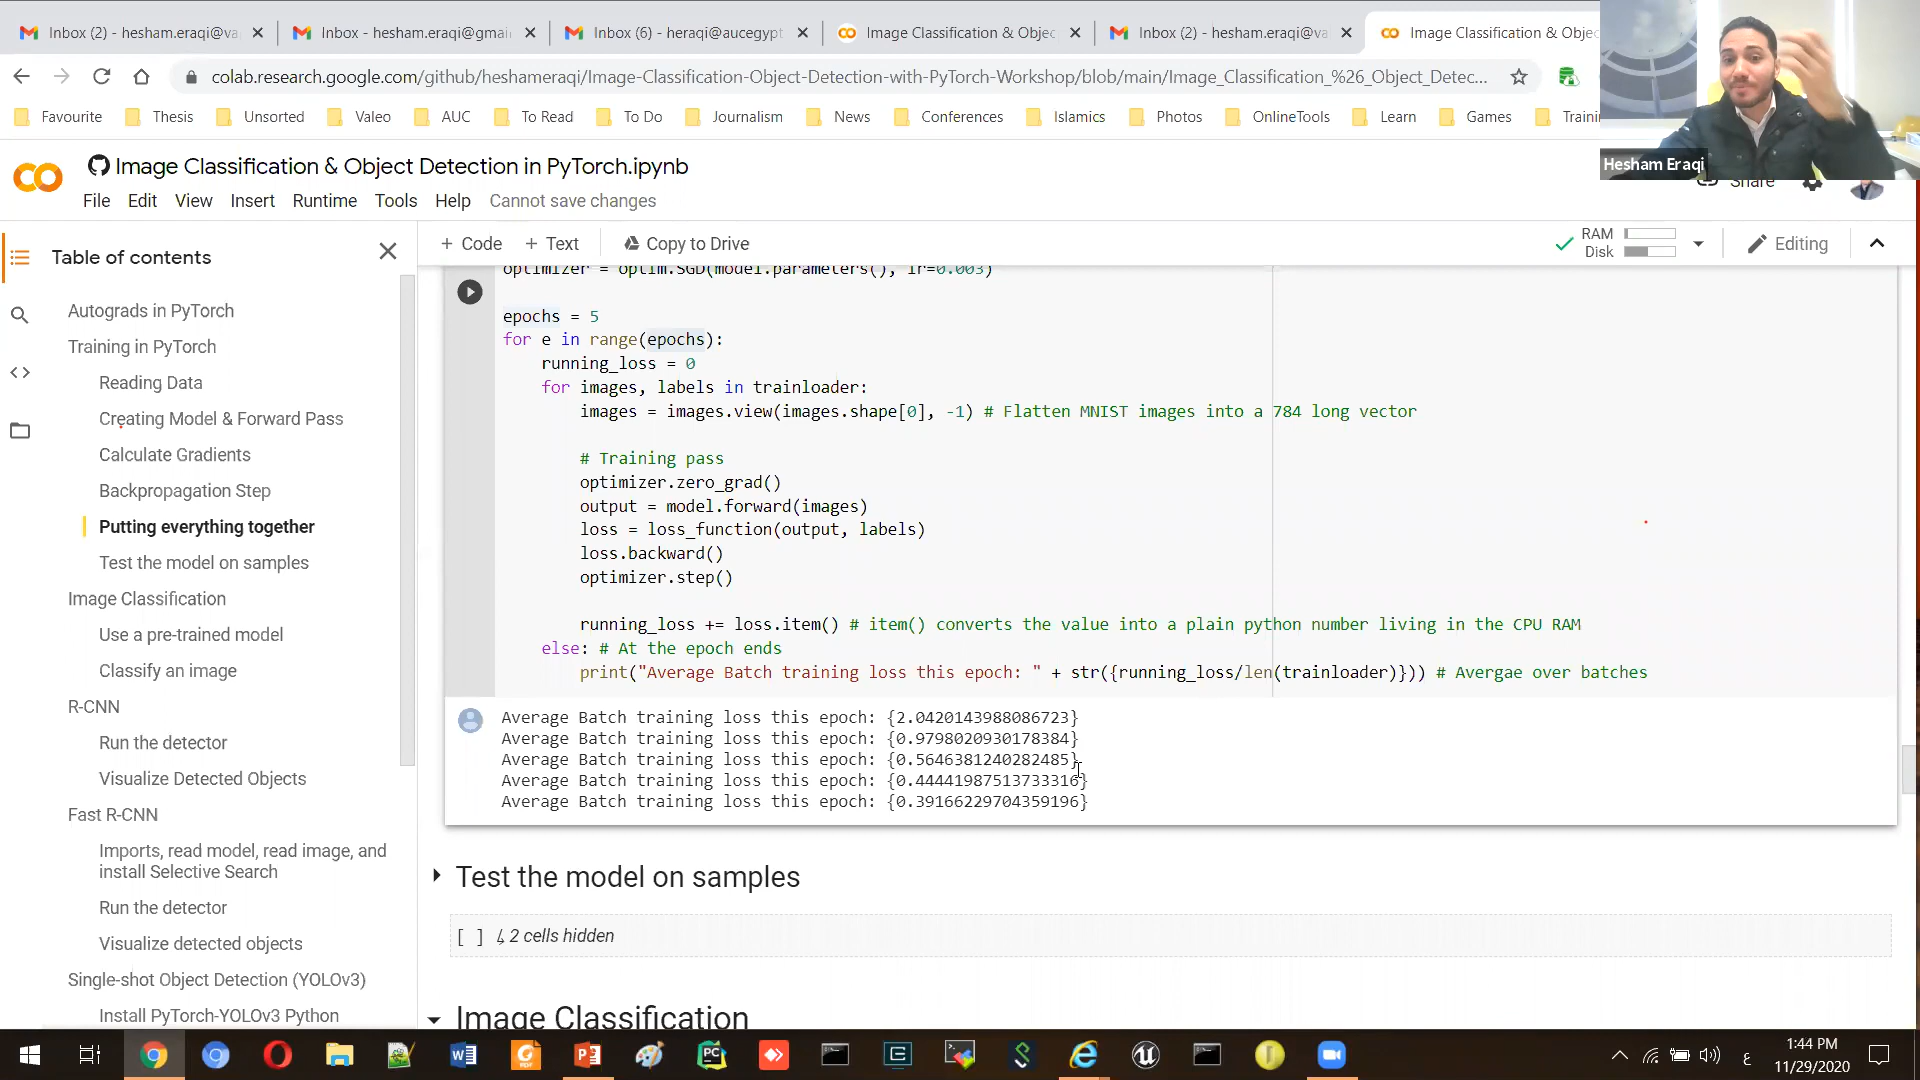 Inbox (2) - hesham.eraqi@va
Inbox - hesham.eraqi@gmai
Inbox (6) - heraqi@aucegypt
Image Classification & Objec
Inbox (2) - hesham.eraqi@va
Image Classification & Obje
colab.research.google.com/github/heshameraqi/Image-Classification-Object-Detection-with-PyTorch-Workshop/blob/main/Image_Classification_%26_Object_Detec...
Favourite
Thesis
Unsorted
Valeo
AUC
To Read
To Do
Journalism
News
Conferences
Islamics
Photos
OnlineTools
Learn
Games
Traini
Hesham Eraqi
Image Classification & Object Detection in PyTorch.ipynb
File Edit View Insert Runtime Tools Help Cannot save changes
Share
+ Code + Text Copy to Drive
RAM
Disk
Editing
Table of contents
Autograds in PyTorch
Training in PyTorch
Reading Data
Creating Model & Forward Pass
Calculate Gradients
Backpropagation Step
Putting everything together
Test the model on samples
Image Classification
Use a pre-trained model
Classify an image
R-CNN
Run the detector
Visualize Detected Objects
Fast R-CNN
Imports, read model, read image, and
install Selective Search
Run the detector
Visualize detected objects
Single-shot Object Detection (YOLOv3)
Install PyTorch-YOLOv3 Python
optimizer = optim.SGD(model.parameters(), lr=0.003)
epochs = 5
for e in range(epochs):
running_loss = 0
for images, labels in trainloader:
images = images.view(images.shape[0], -1) # Flatten MNIST images into a 784 long vector
# Training pass
optimizer.zero_grad()
output = model.forward(images)
loss = loss_function(output, labels)
loss.backward()
optimizer.step()
running_loss += loss.item() # item() converts the value into a plain python number living in the CPU RAM
else: # At the epoch ends
print("Average Batch training loss this epoch: " + str({running_loss/len(trainloader)})) # Avergae over batches
Average Batch training loss this epoch: {2.0420143988086723}
Average Batch training loss this epoch: {0.9798020930178384}
Average Batch training loss this epoch: {0.5646381240282485}
Average Batch training loss this epoch: {0.44441987513733316}
Average Batch training loss this epoch: {0.39166229704359196}
Test the model on samples
[ ] ↳ 2 cells hidden
Image Classification
ع
1:44 PM
11/29/2020